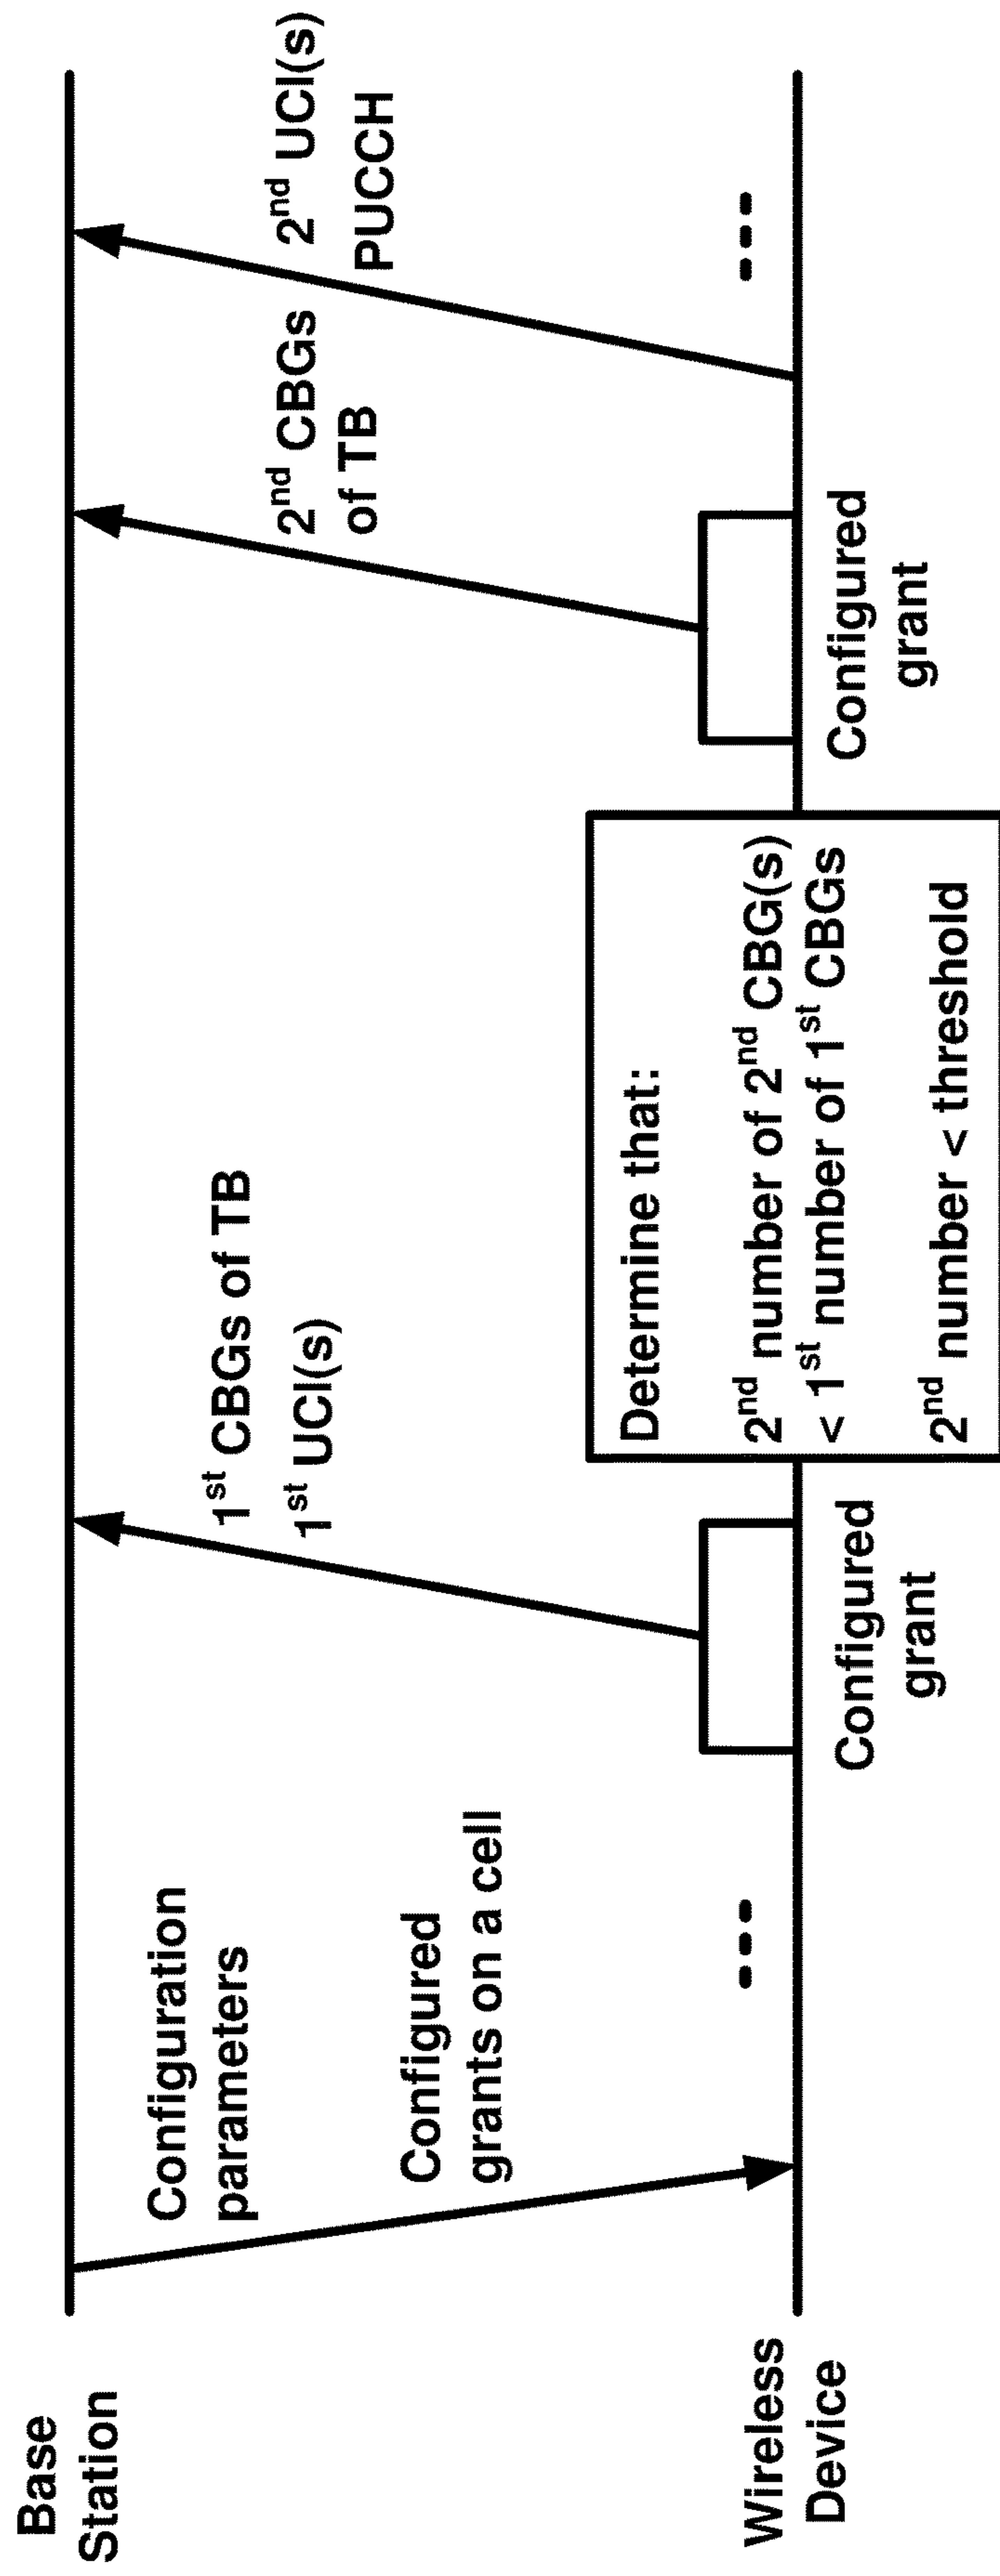 Base
Station
Wireless
Device
Configuration
parameters
Configured
grants on a cell
Configured
grant
1st CBGs of TB
1st UCI(s)
Determine that:
2nd number of 2nd CBG(s)
< 1st number of 1st CBGs
2nd number < threshold
Configured
grant
2nd CBGs
of TB
2nd UCI(s)
PUCCH